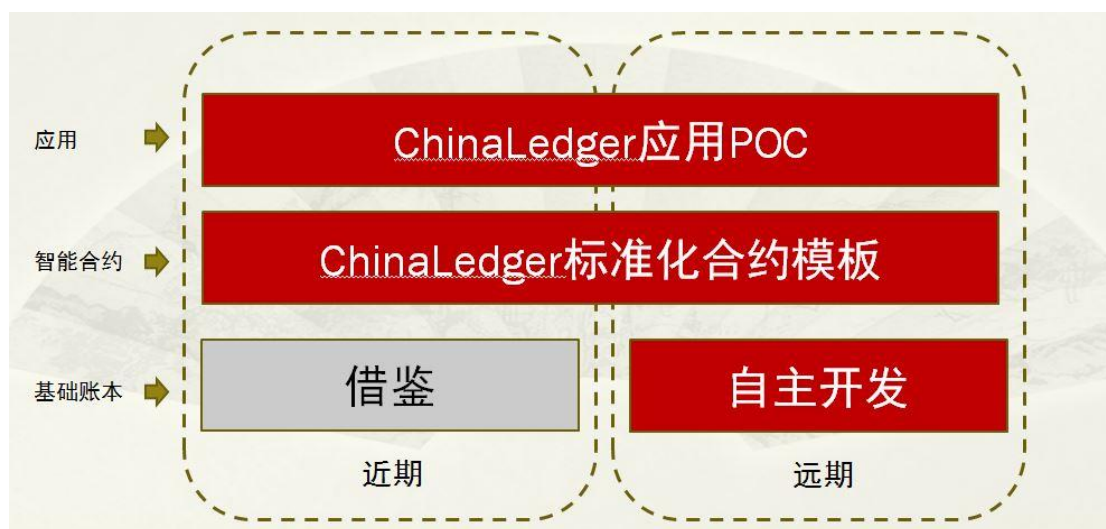 应用
ChinaLedger应用POC
智能合约
ChinaLedger标准化合约模板
基础账本
借鉴
自主开发
近期
远期